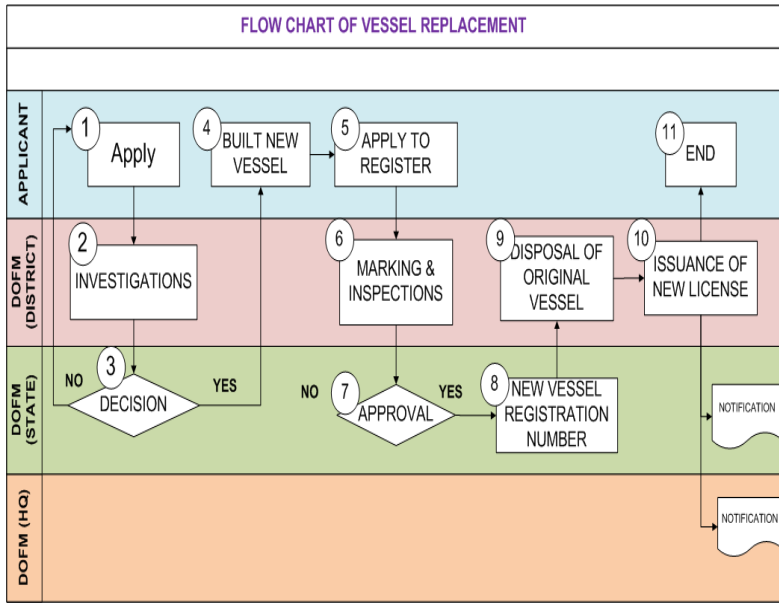 FLOW CHART OF VESSEL REPLACEMENT
APPLICANT
1
Apply
4
BUILT NEW
VESSEL
5
APPLY TO
REGISTER
11
END
DOFM
(DISTRICT)
2
INVESTIGATIONS
6
MARKING &
INSPECTIONS
9
DISPOSAL OF
ORIGINAL
VESSEL
10
ISSUANCE OF
NEW LICENSE
DOFM
(STATE)
NO
3
DECISION
YES
NO
7
APPROVAL
YES
8
NEW VESSEL
REGISTRATION
NUMBER
NOTIFICATION
DOFM (HQ)
NOTIFICATION